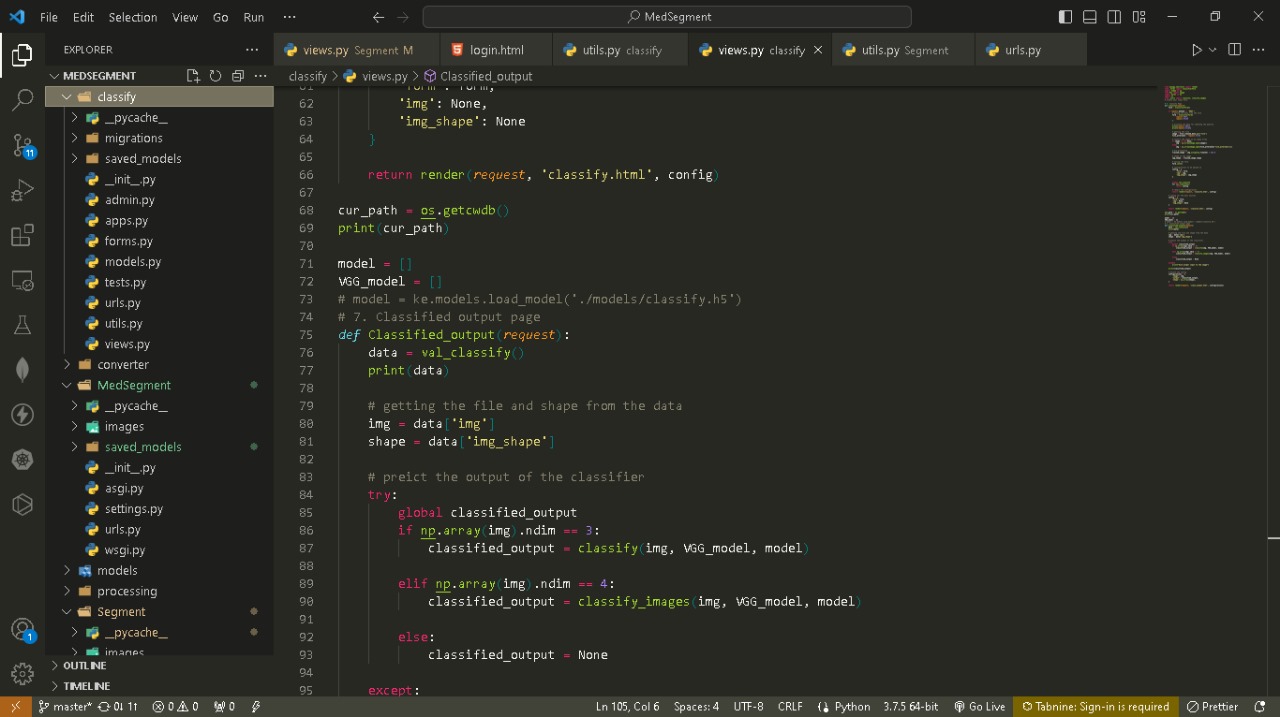 File Edit Selection View Go Run ··· MedSegment
EXPLORER ···
views.py Segment M
login.html
utils.py classify
views.py classify
utils.py Segment
urls.py
MEDSEGMENT
classify
__pycache__
migrations
saved_models
__init__.py
admin.py
apps.py
forms.py
models.py
tests.py
urls.py
utils.py
views.py
converter
MedSegment
__pycache__
images
saved_models
__init__.py
asgi.py
settings.py
urls.py
wsgi.py
models
processing
Segment
__pycache__
images
OUTLINE
TIMELINE
11
1
classify > views.py > Classified_output
61 'form': form,
62 'img': None,
63 'img_shape': None
64 }
65
66 return render(request, 'classify.html', config)
67
68 cur_path = os.getcwdb()
69 print(cur_path)
70
71 model = []
72 VGG_model = []
73 # model = ke.models.load_model('./models/classify.h5')
74 # 7. Classified output page
75 def Classified_output(request):
76 data = val_classify()
77 print(data)
78
79 # getting the file and shape from the data
80 img = data['img']
81 shape = data['img_shape']
82
83 # preict the output of the classifier
84 try:
85 global classified_output
86 if np.array(img).ndim == 3:
87 classified_output = classify(img, VGG_model, model)
88
89 elif np.array(img).ndim == 4:
90 classified_output = classify_images(img, VGG_model, model)
91
92 else:
93 classified_output = None
94
95 except:
master* 0↓ 1↑ 0 0 0 Ln 105, Col 6 Spaces: 4 UTF-8 CRLF Python 3.7.5 64-bit Go Live Tabnine: Sign-in is required Prettier